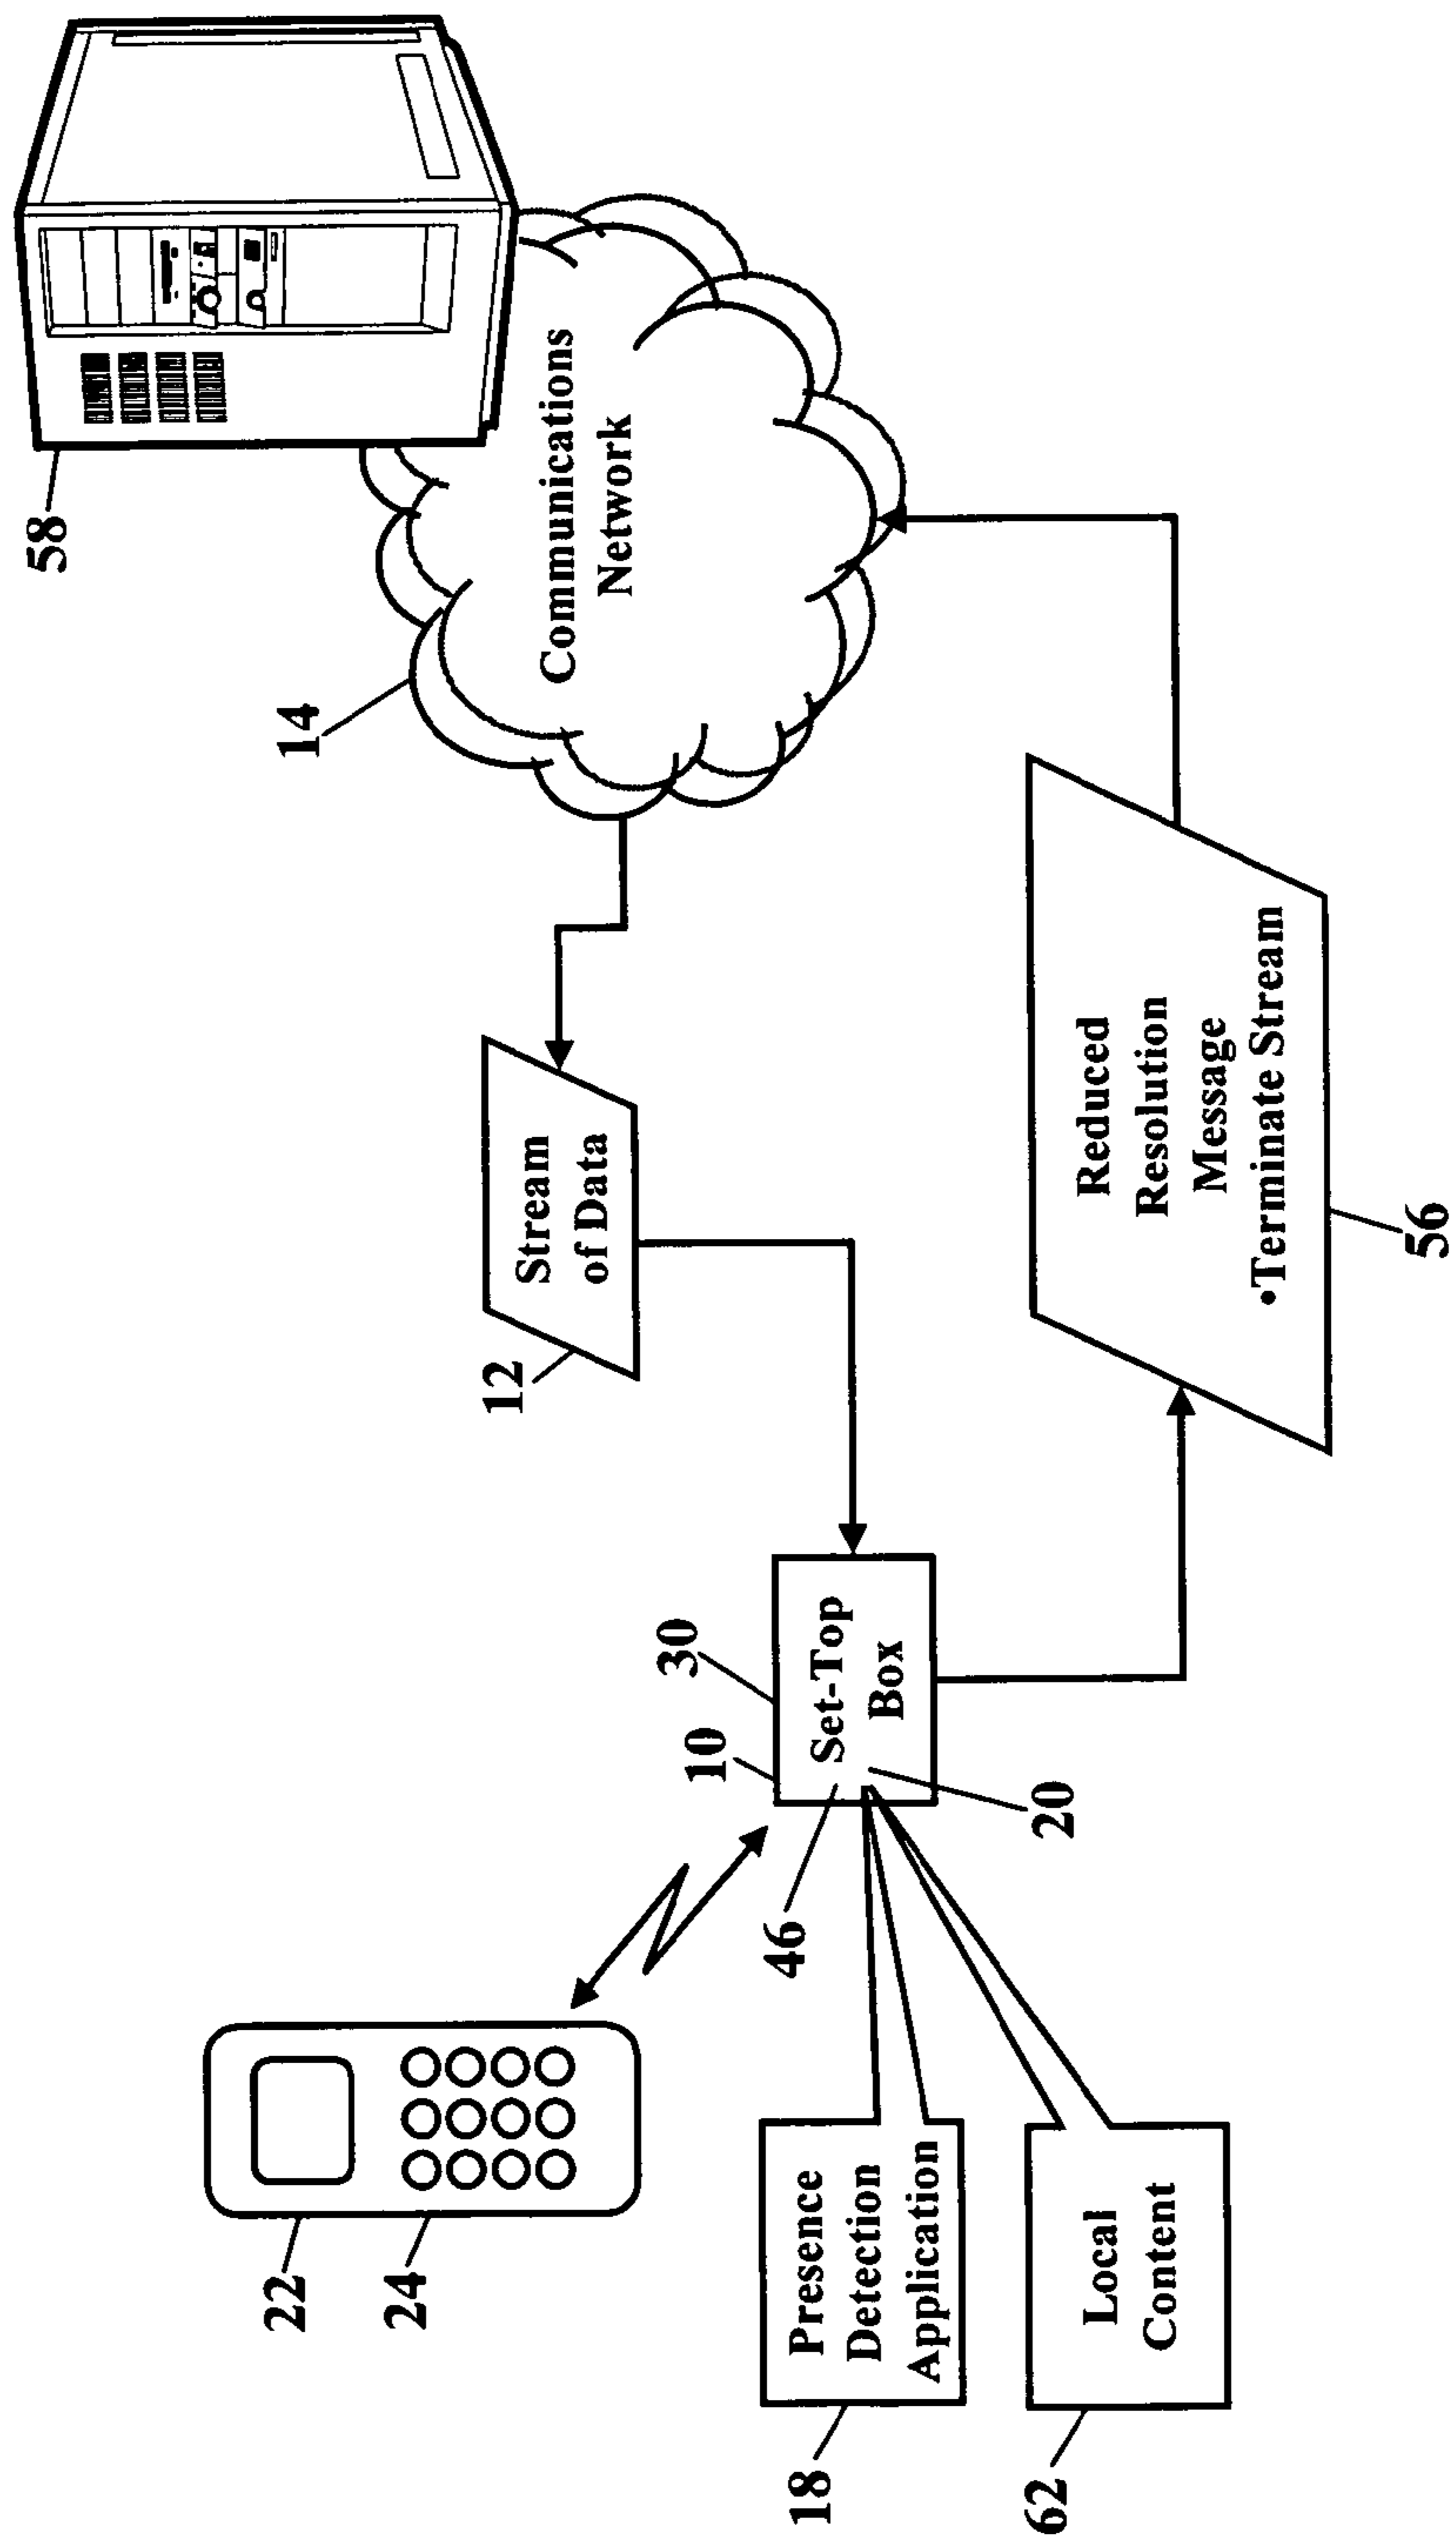 58
14
Communications
Network
12
Stream
of Data
22
24
10
30
Set-Top
Box
46
20
18
Presence
Detection
Application
62
Local
Content
Reduced
Resolution
Message
•Terminate Stream
56